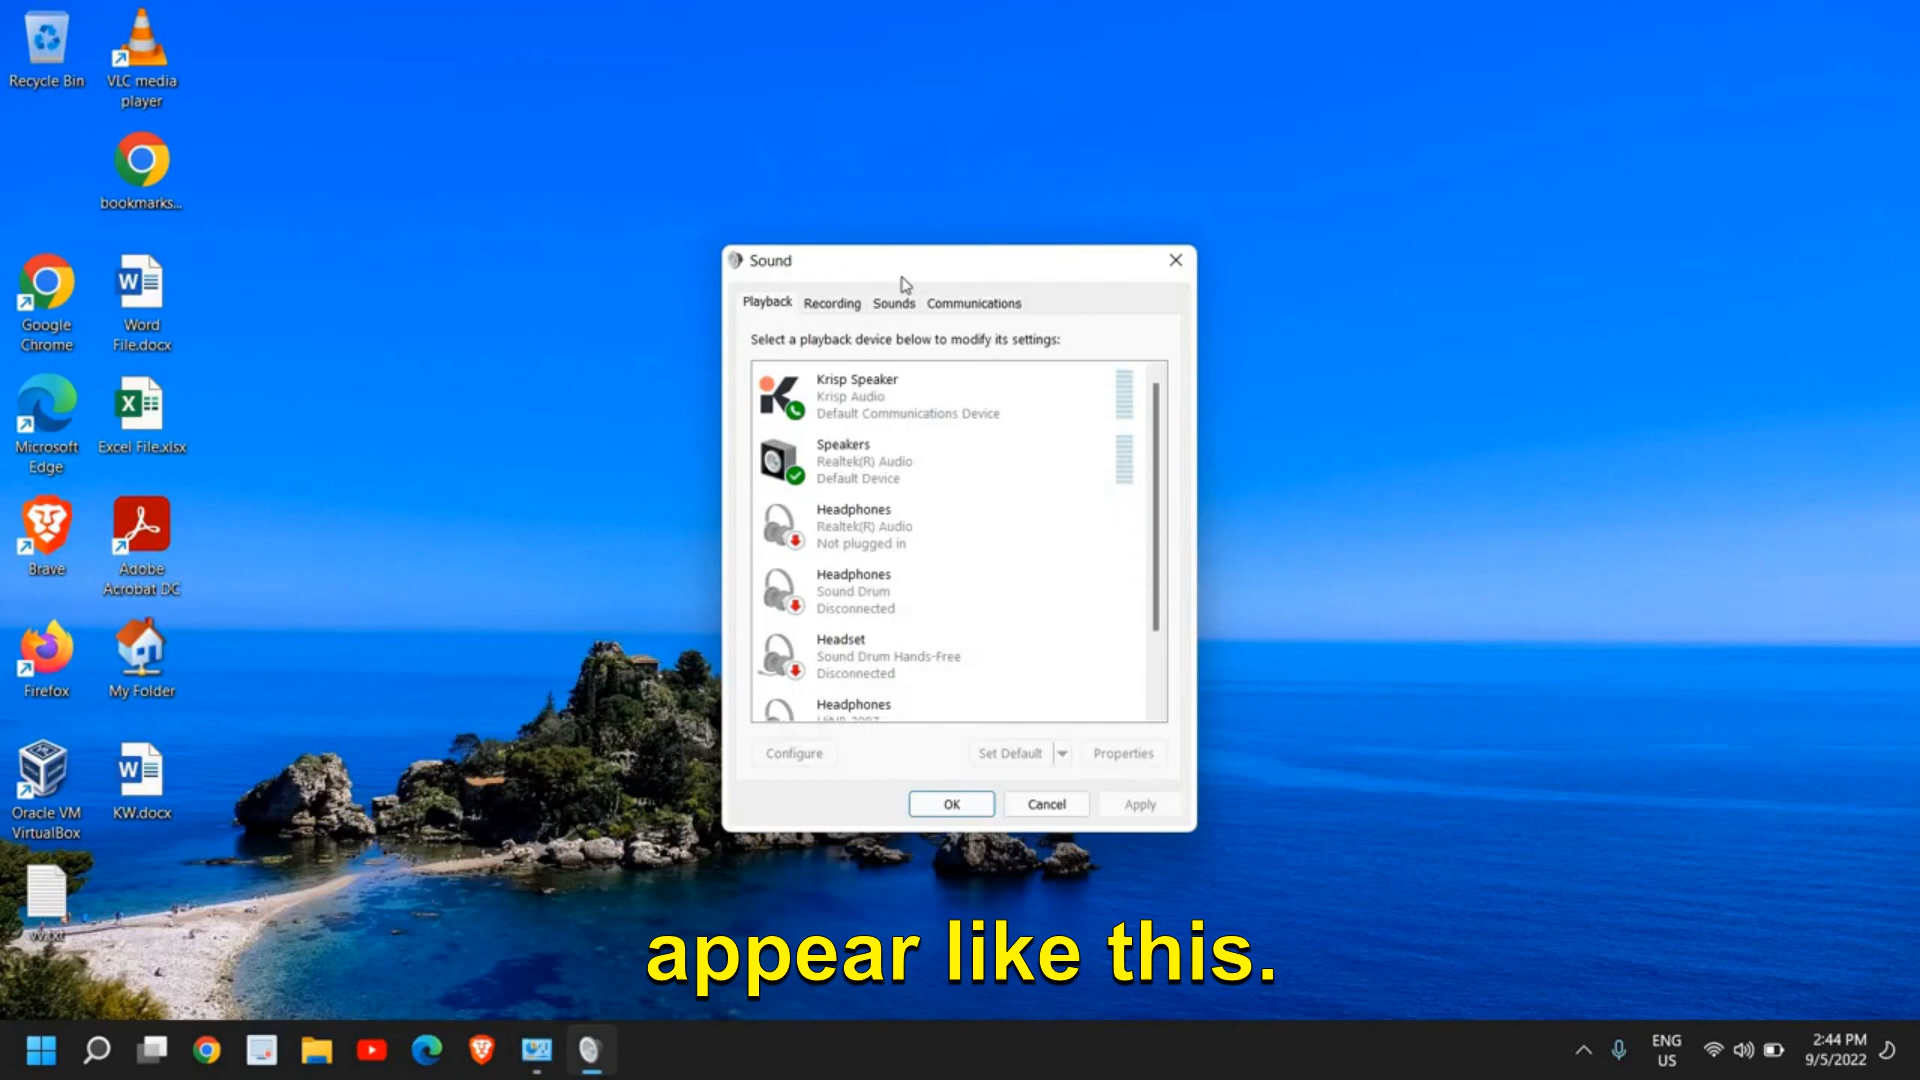 Recycle Bin
VLC media
player
bookmarks...
Google
Chrome
Word
File.docx
Microsoft
Edge
Excel File.xlsx
Brave
Adobe
Acrobat DC
Firefox
My Folder
Oracle VM
VirtualBox
KW.docx
Sound
Playback
Recording
Sounds
Communications
Select a playback device below to modify its settings:
Krisp Speaker
Krisp Audio
Default Communications Device
Speakers
Realtek(R) Audio
Default Device
Headphones
Realtek(R) Audio
Not plugged in
Headphones
Sound Drum
Disconnected
Headset
Sound Drum Hands-Free
Disconnected
Headphones
Configure
Set Default
Properties
OK
Cancel
Apply
appear like this.
ENG
US
2:44 PM
9/5/2022